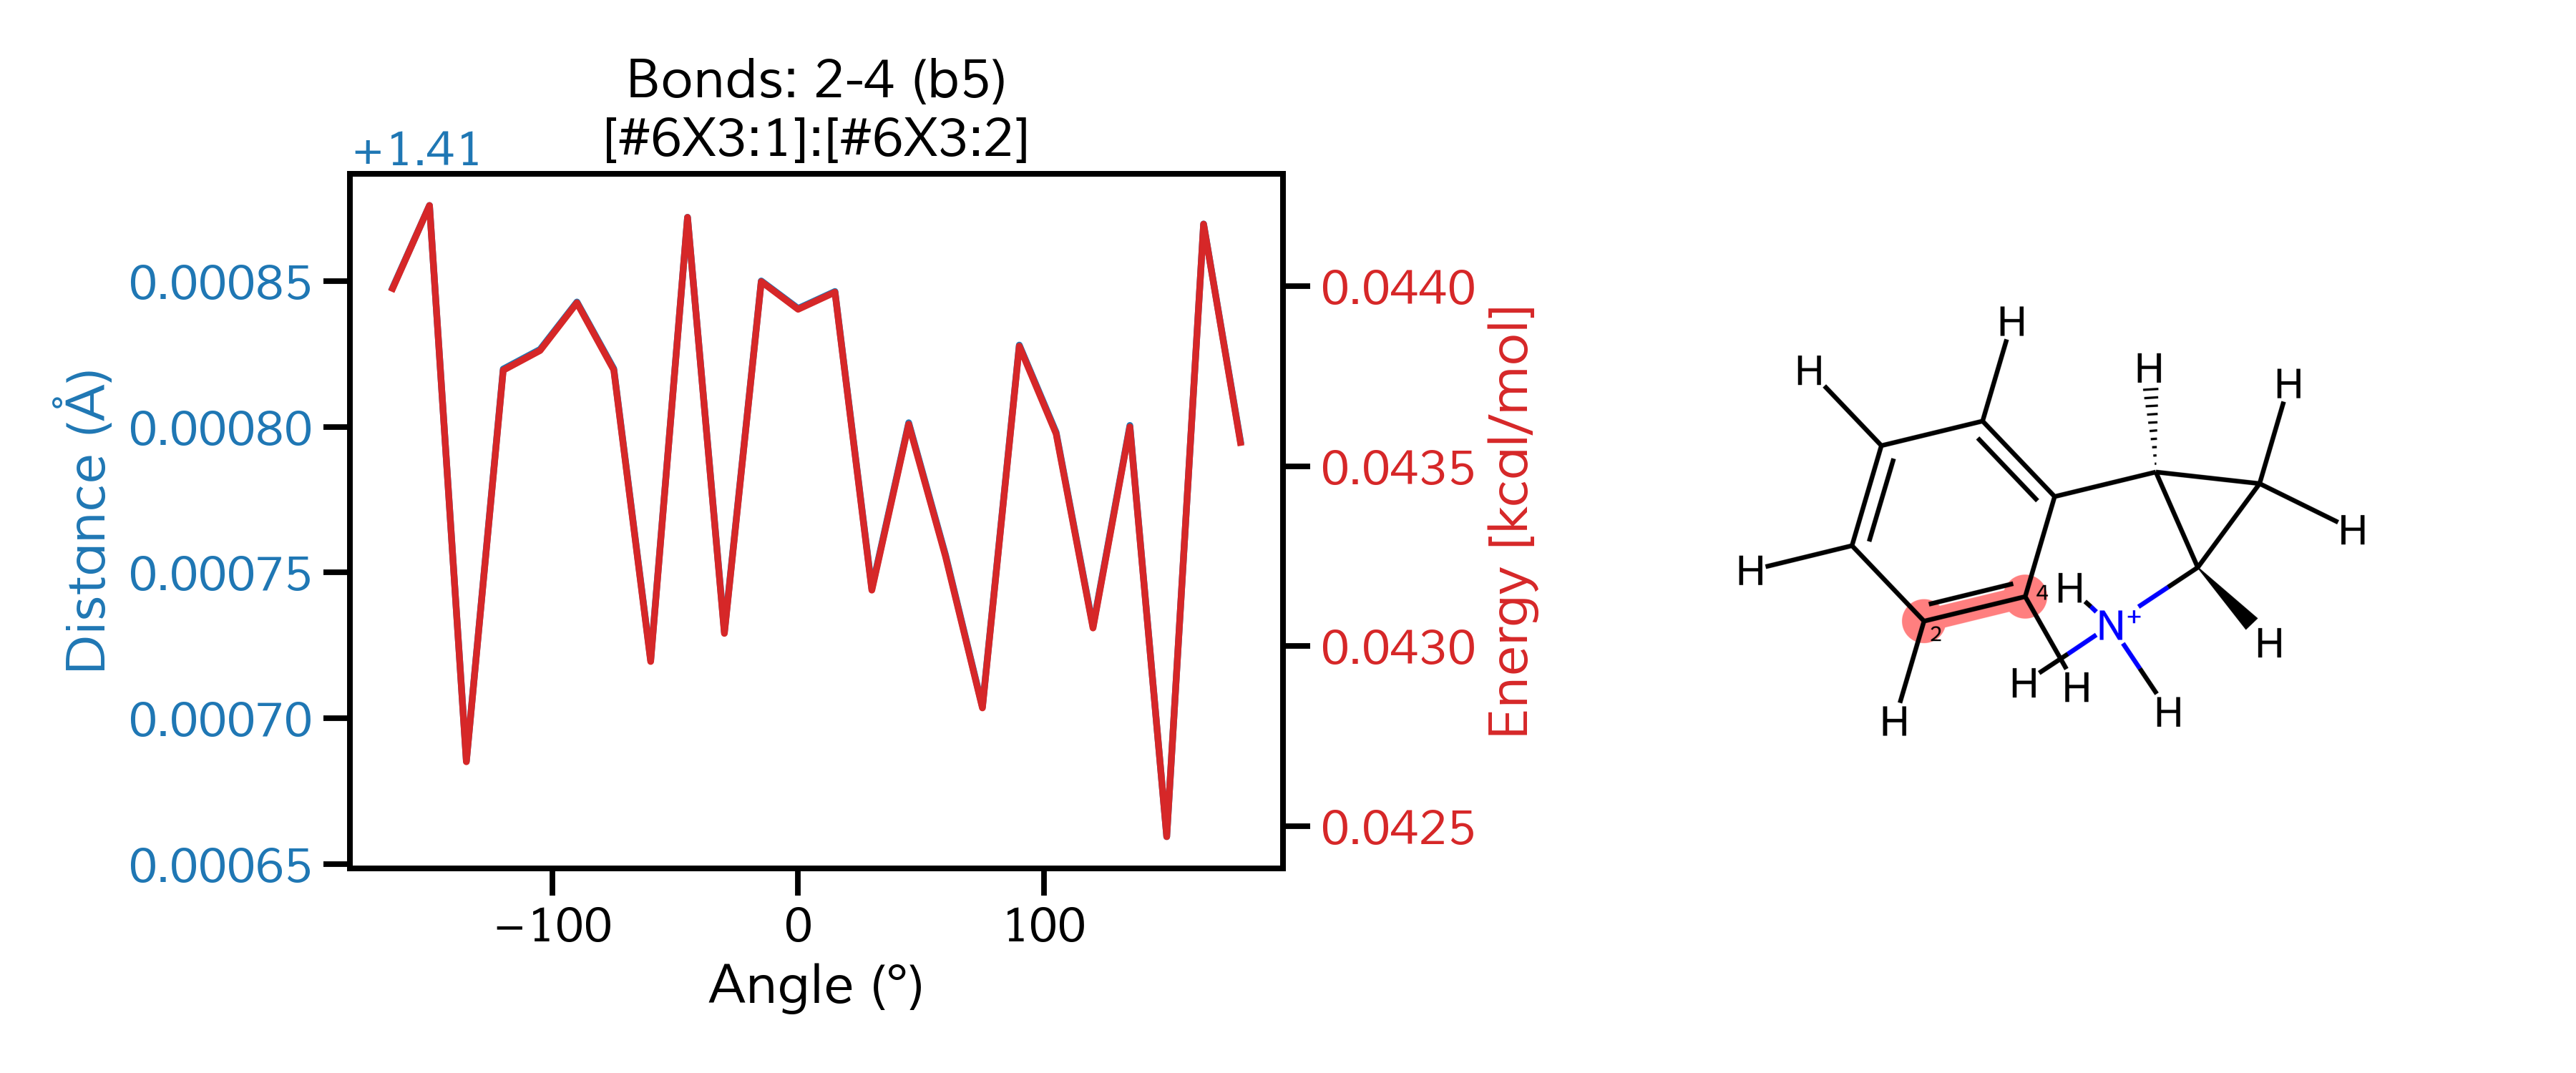 Bonds: 2-4 (b5)
[#6X3:1]:[#6X3:2]
+1.41
0.00085
0.00080
0.00075
0.00070
0.00065
Distance (Å)
0.0440
0.0435
0.0430
0.0425
Energy [kcal/mol]
−100
0
100
Angle (°)
H
H
H
H
H
H
H
4
2
H
N⁺
H
H
H
H
H